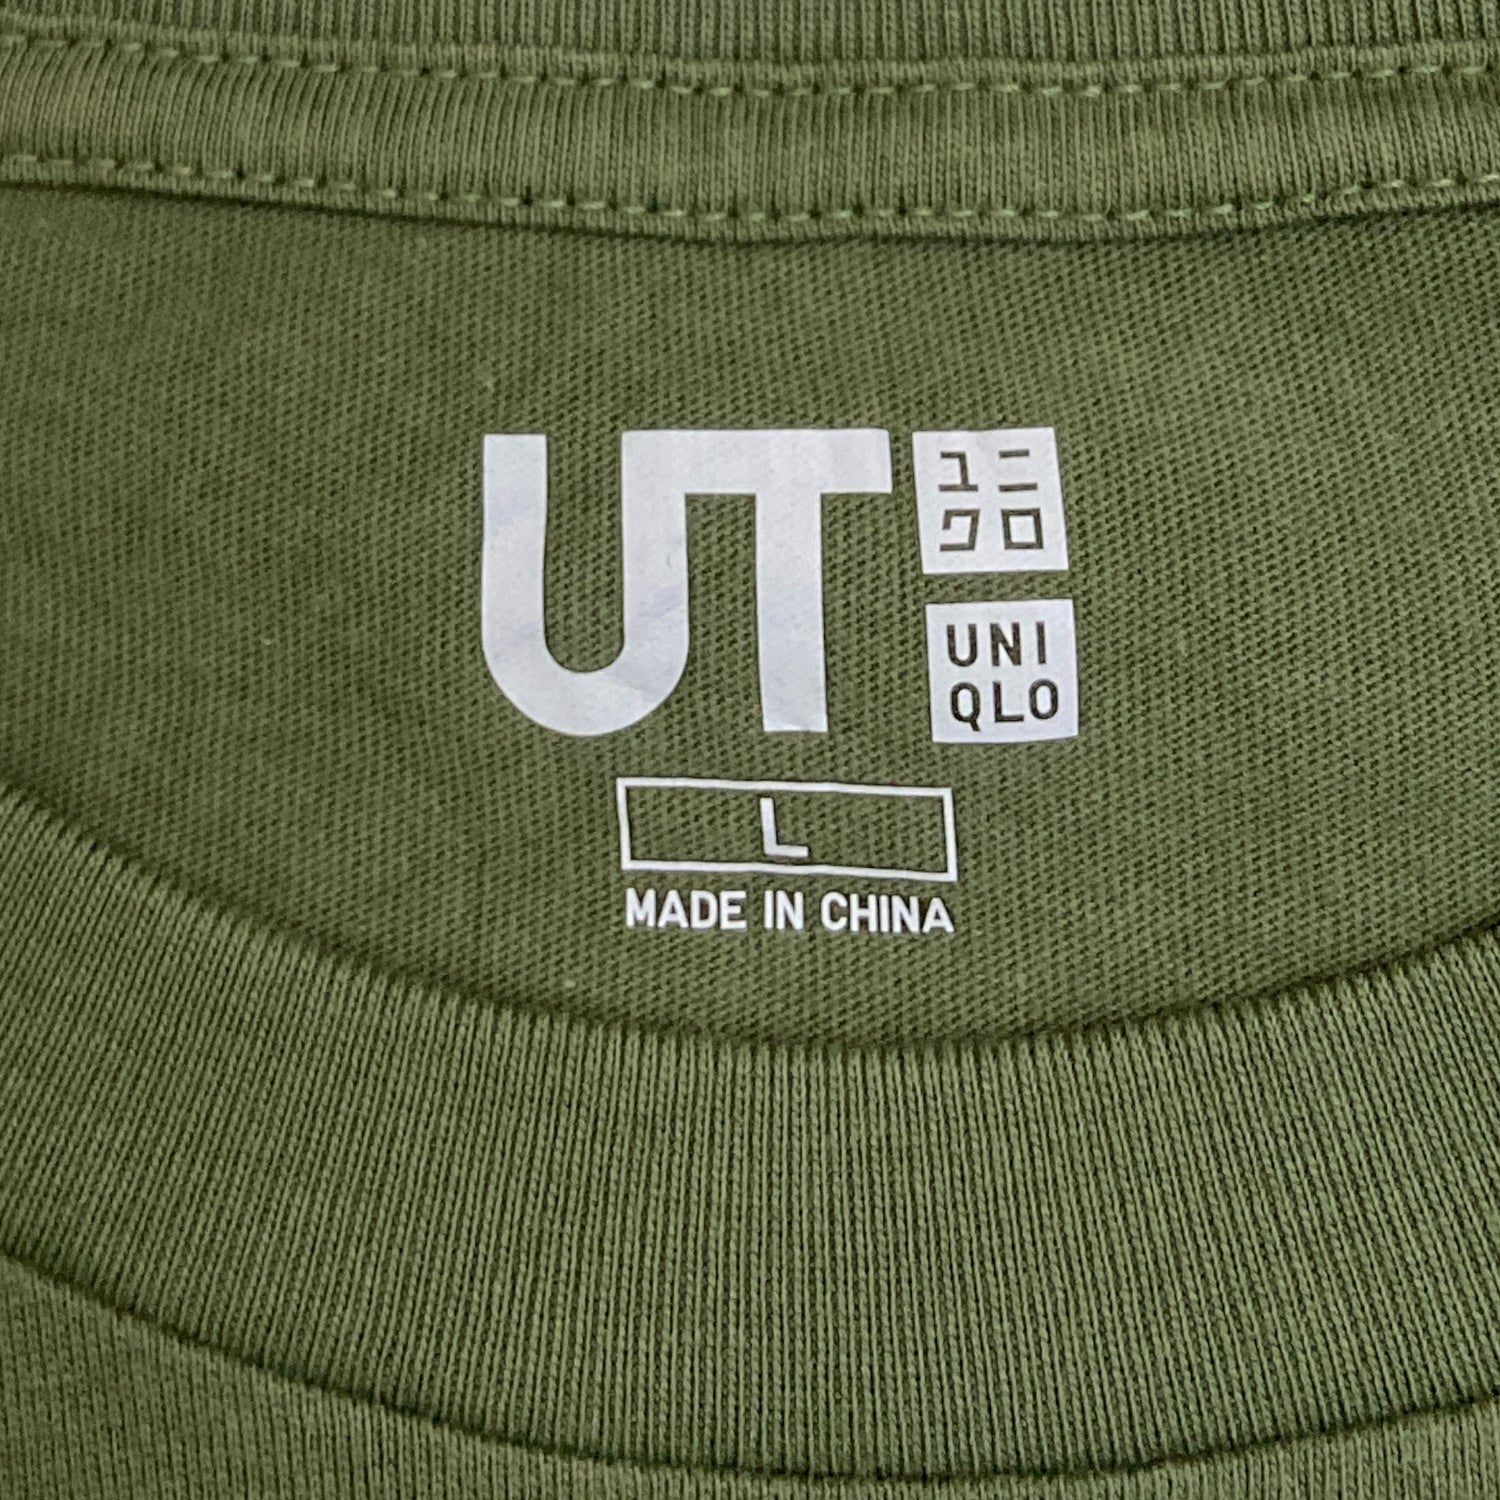 UT
ユニ
クロ
UNI
QLO
L
MADE IN CHINA